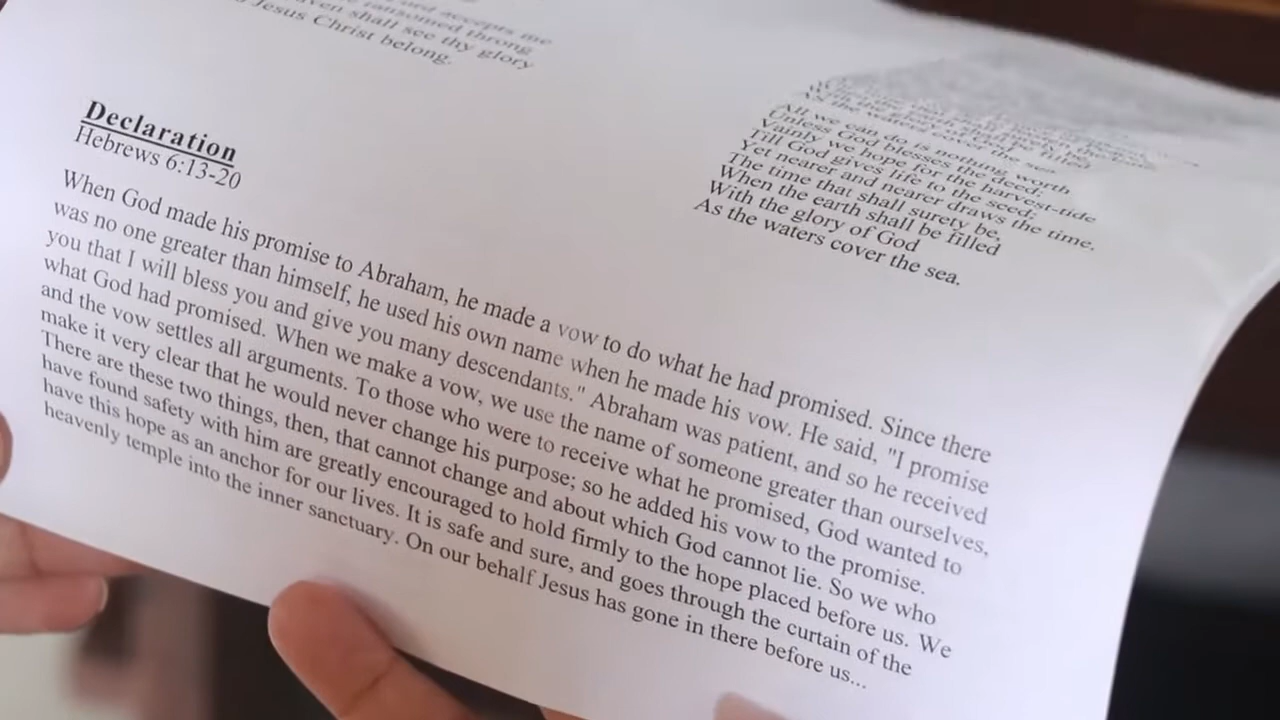 accepts me
ransomed throng
shall see thy glory
Jesus Christ belong.
As the waters cover the sea
All we can do is nothing worth
Unless God blesses the deed;
Vainly we hope for the harvest-tide
Till God gives life to the seed;
Yet nearer and nearer draws the time,
The time that shall surety be,
When the earth shall be filled
With the glory of God
As the waters cover the sea.
Declaration
Hebrews 6:13-20
When God made his promise to Abraham, he made a vow to do what he had promised. Since there
was no one greater than himself, he used his own name when he made his vow. He said, "I promise
you that I will bless you and give you many descendants." Abraham was patient, and so he received
what God had promised. When we make a vow, we use the name of someone greater than ourselves,
and the vow settles all arguments. To those who were to receive what he promised, God wanted to
make it very clear that he would never change his purpose; so he added his vow to the promise.
There are these two things, then, that cannot change and about which God cannot lie. So we who
have found safety with him are greatly encouraged to hold firmly to the hope placed before us. We
have this hope as an anchor for our lives. It is safe and sure, and goes through the curtain of the
heavenly temple into the inner sanctuary. On our behalf Jesus has gone in there before us...